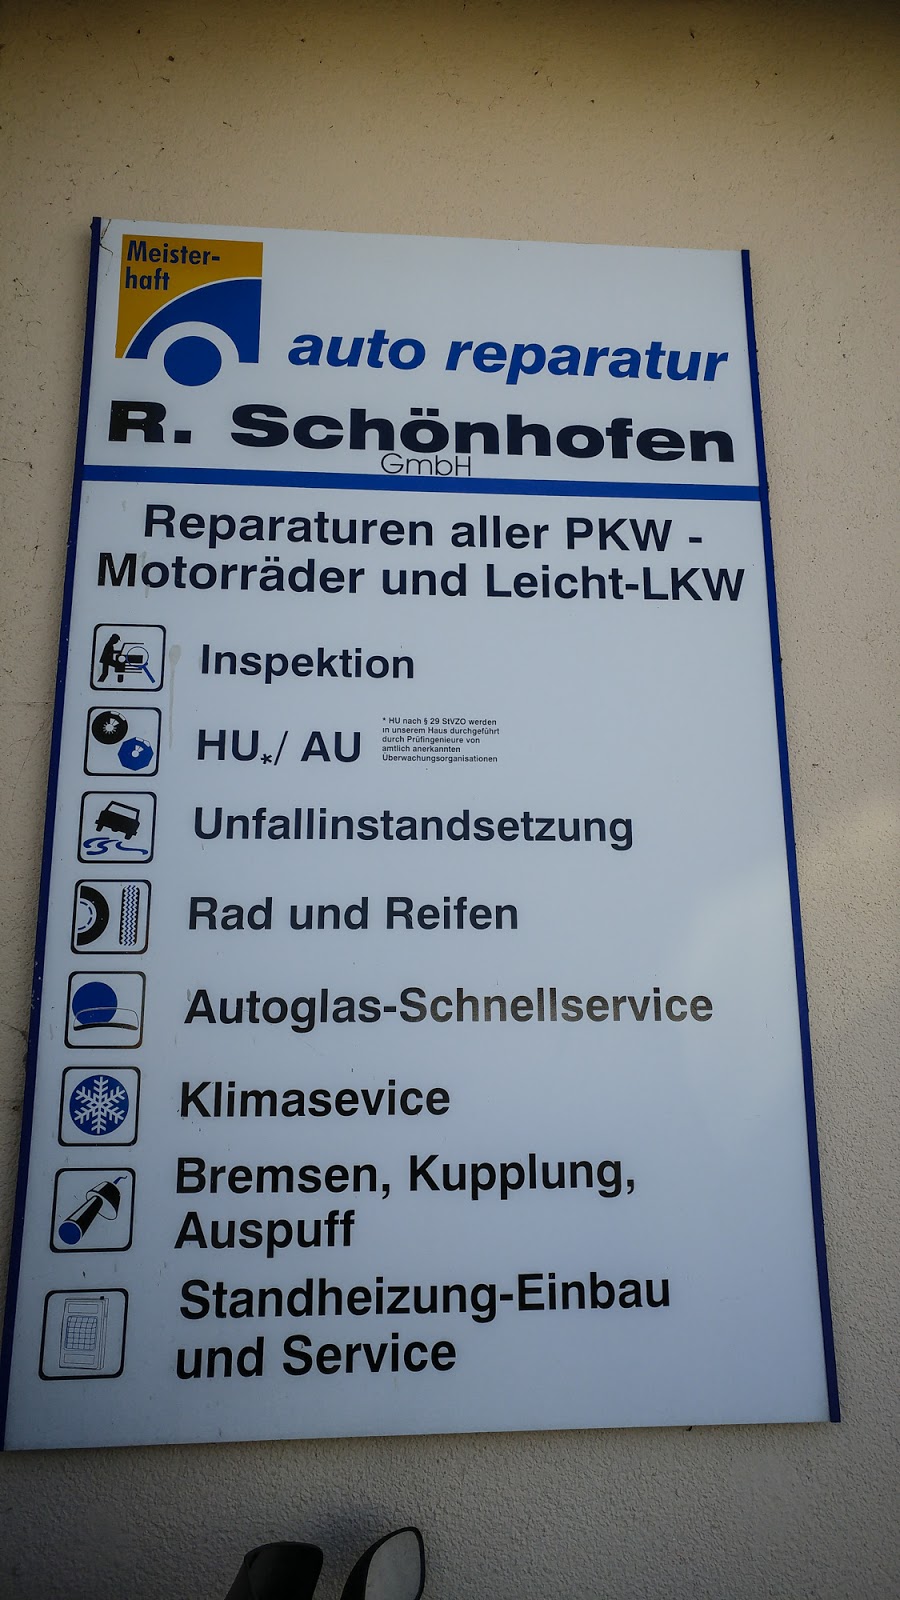 Meister-
haft
auto reparatur
R. Schönhofen
GmbH
Reparaturen aller PKW -
Motorräder und Leicht-LKW
Inspektion
HU*/ AU
* HU nach § 29 StVZO werden
in unserem Haus durchgeführt
durch Prüfingenieure von
amtlich anerkannten
Überwachungsorganisationen
Unfallinstandsetzung
Rad und Reifen
Autoglas-Schnellservice
Klimasevice
Bremsen, Kupplung,
Auspuff
Standheizung-Einbau
und Service